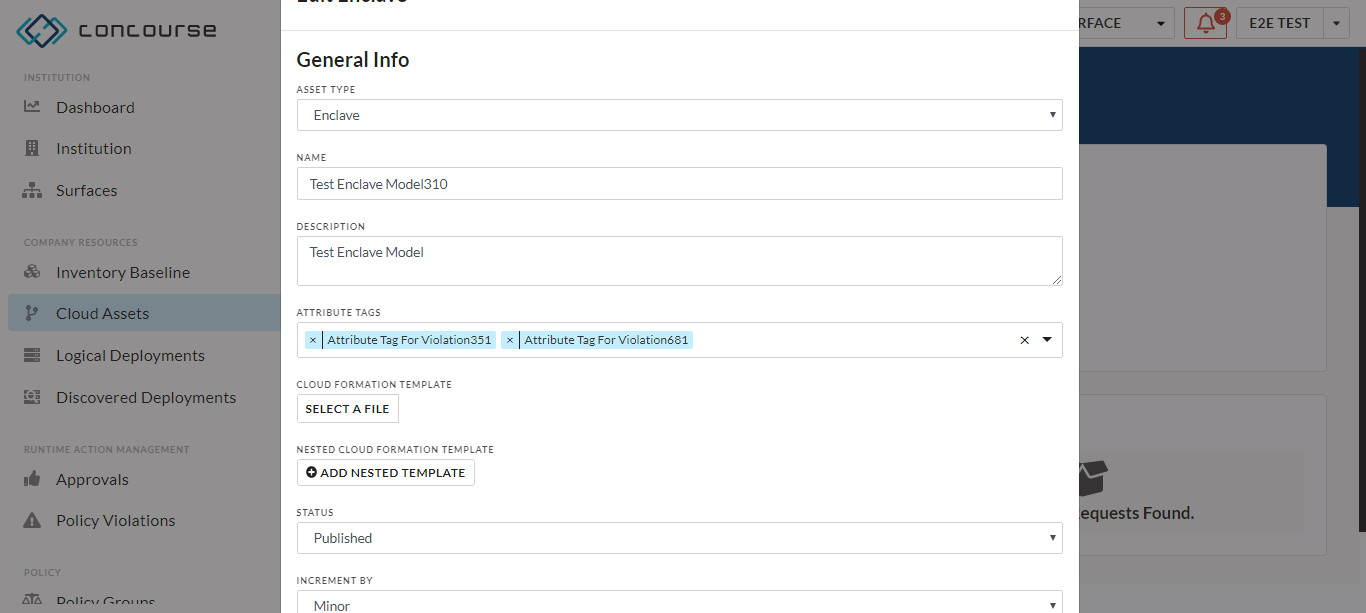 concourse
INSTITUTION
Dashboard
Institution
Surfaces
COMPANY RESOURCES
Inventory Baseline
Cloud Assets
Logical Deployments
Discovered Deployments
RUNTIME ACTION MANAGEMENT
Approvals
Policy Violations
POLICY
Policy Groups
Edit Enclave
General Info
ASSET TYPE
Enclave
NAME
Test Enclave Model310
DESCRIPTION
Test Enclave Model
ATTRIBUTE TAGS
× Attribute Tag For Violation351 × Attribute Tag For Violation681 ×
CLOUD FORMATION TEMPLATE
SELECT A FILE
NESTED CLOUD FORMATION TEMPLATE
ADD NESTED TEMPLATE
STATUS
Published
INCREMENT BY
Minor
RFACE 3 E2E TEST
equests Found.